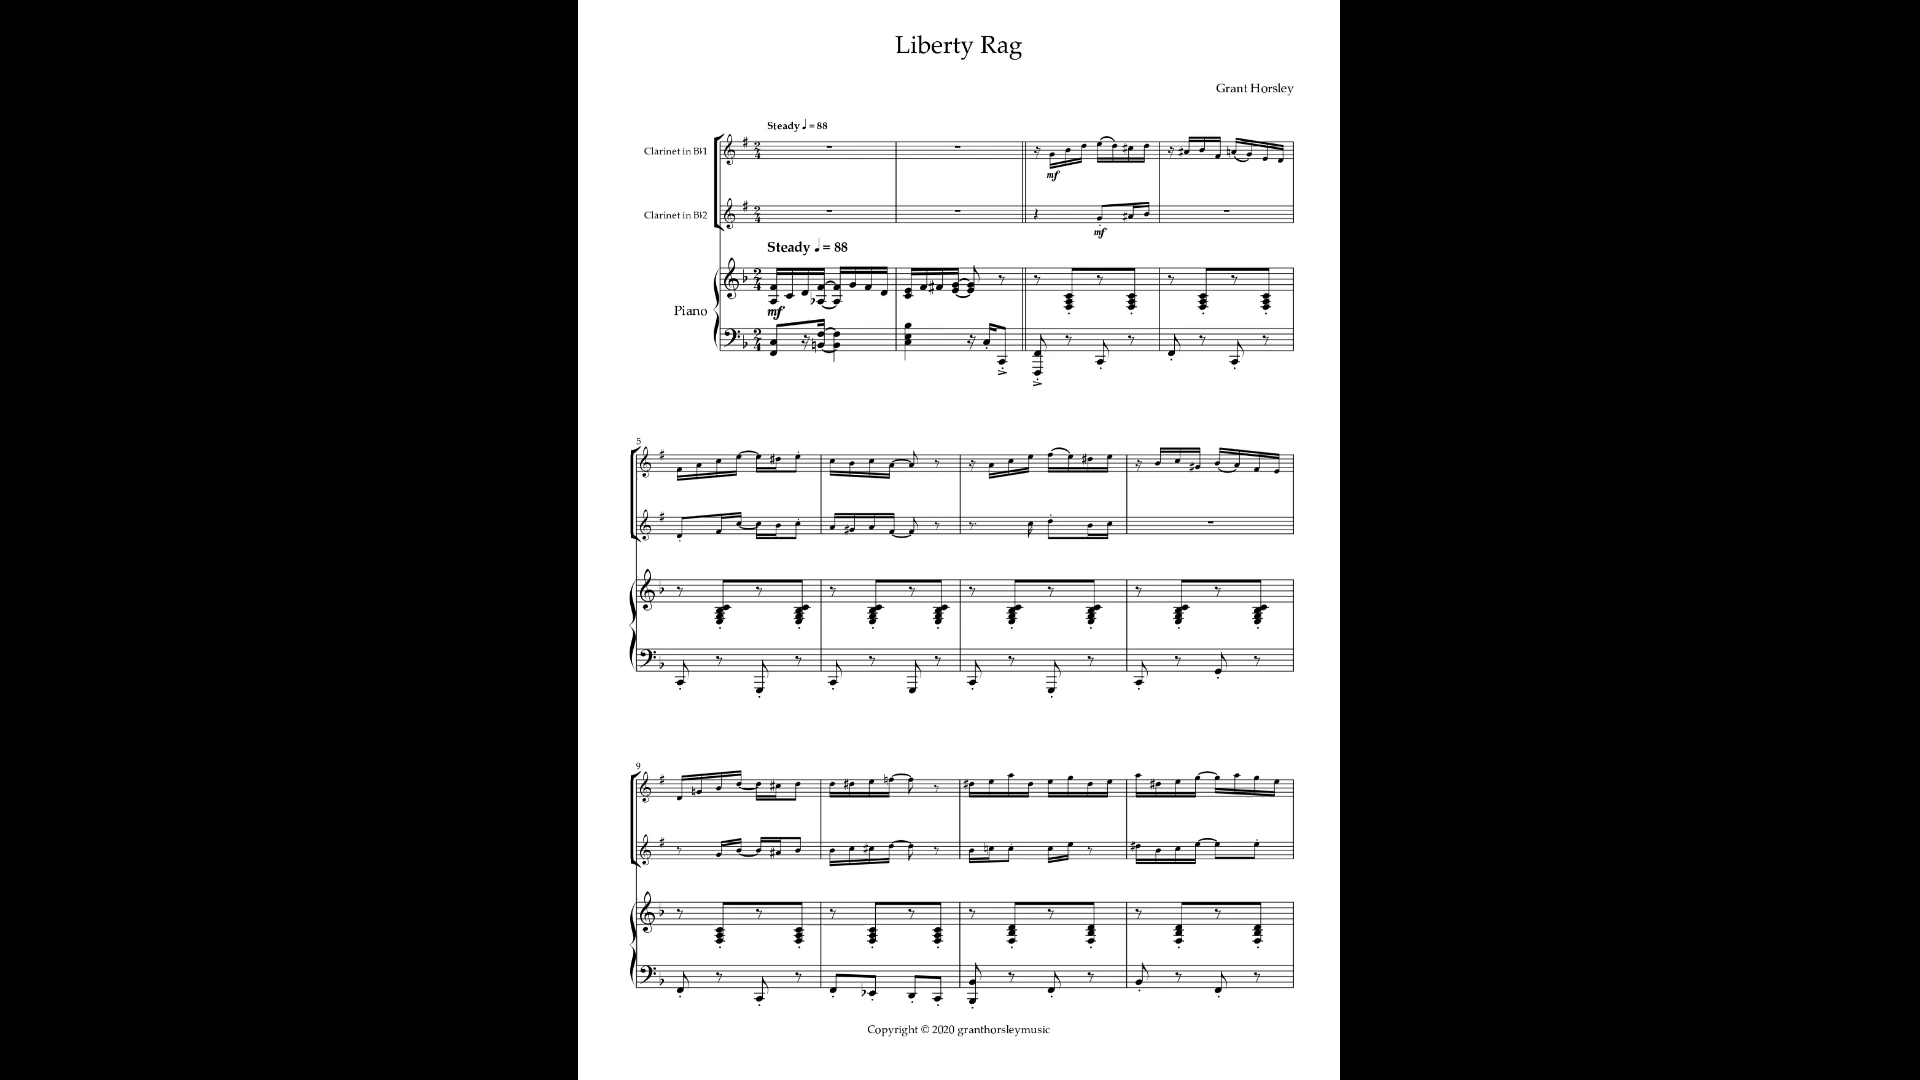 Liberty Rag
Grant Horsley
Steady ♩ = 88
Clarinet in B♭1
mf
Clarinet in B♭2
mf
Steady ♩ = 88
Piano
mf
5
9
Copyright © 2020 granthorsleymusic